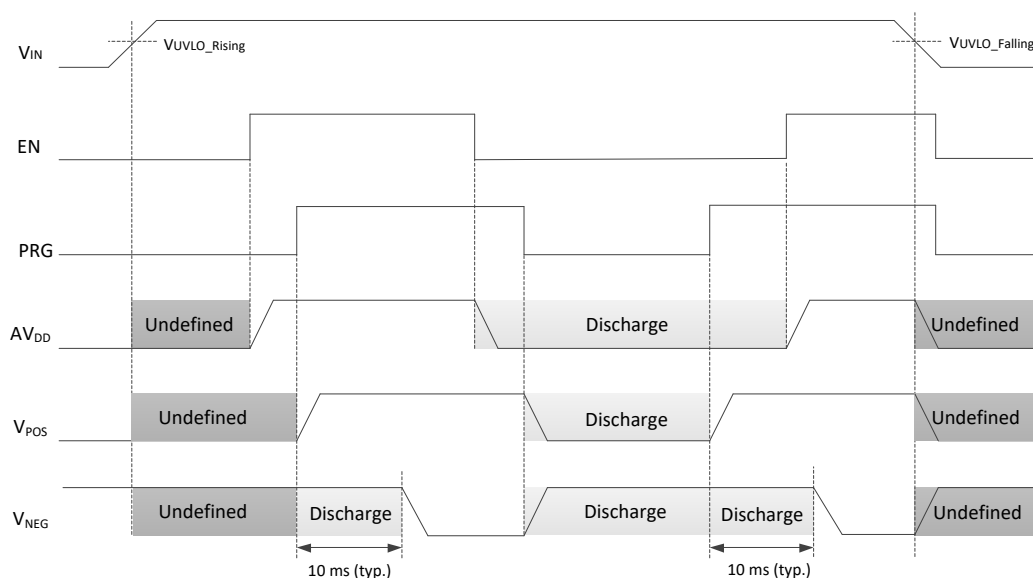 VIN
VUVLO_Rising
VUVLO_Falling
EN
PRG
AVDD
Undefined
Discharge
Undefined
VPOS
Undefined
Discharge
Undefined
VNEG
Undefined
Discharge
Discharge
Discharge
Undefined
10 ms (typ.)
10 ms (typ.)